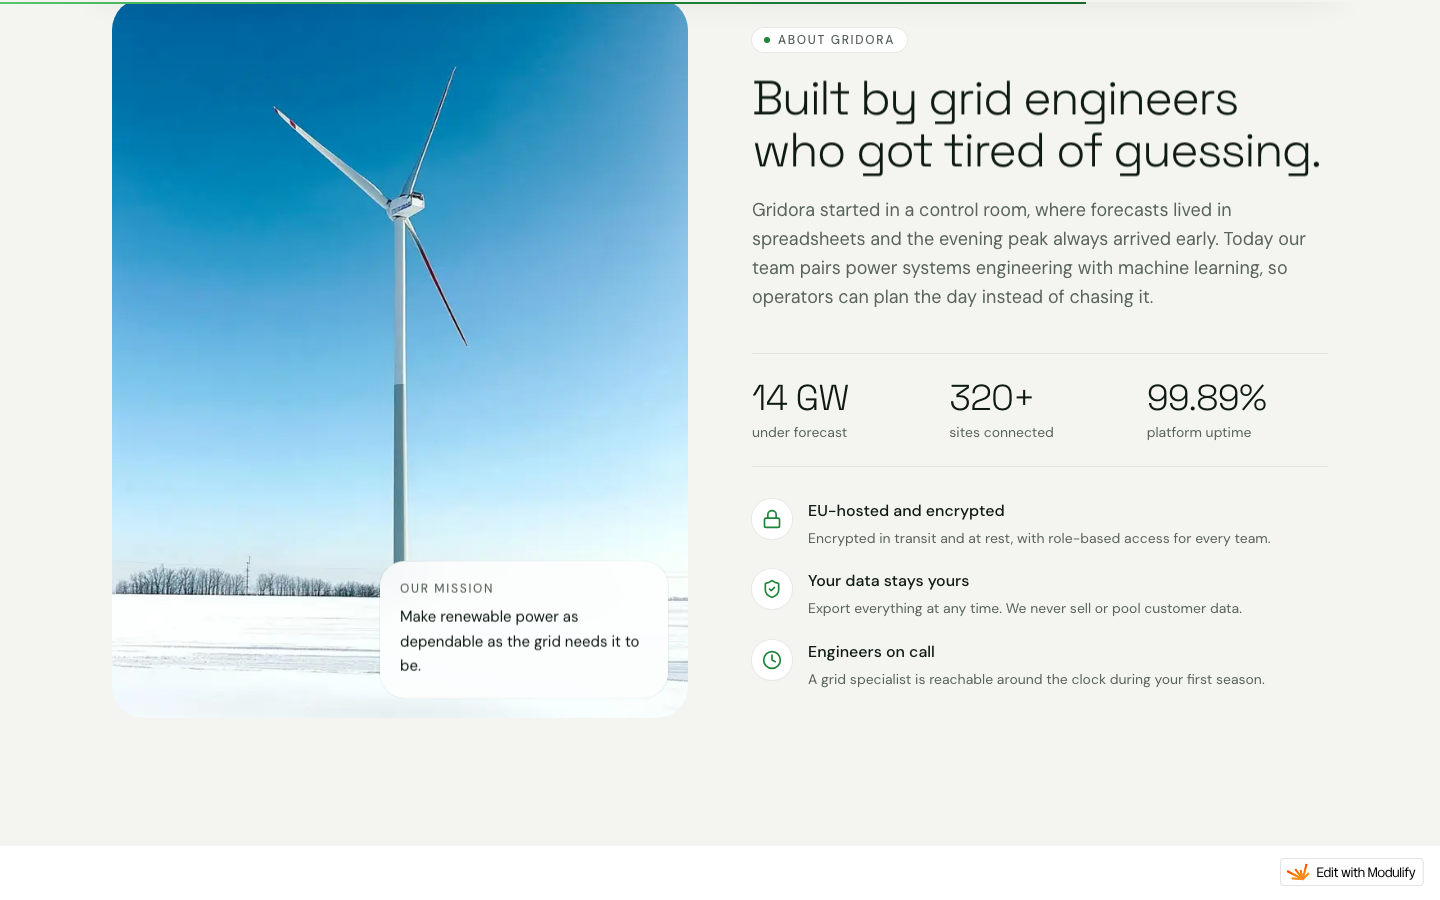 ABOUT GRIDORA
Built by grid engineers
who got tired of guessing.
Gridora started in a control room, where forecasts lived in
spreadsheets and the evening peak always arrived early. Today our
team pairs power systems engineering with machine learning, so
operators can plan the day instead of chasing it.
14 GW
under forecast
320+
sites connected
99.89%
platform uptime
EU-hosted and encrypted
Encrypted in transit and at rest, with role-based access for every team.
Your data stays yours
Export everything at any time. We never sell or pool customer data.
Engineers on call
A grid specialist is reachable around the clock during your first season.
OUR MISSION
Make renewable power as
dependable as the grid needs it to
be.
Edit with Modulify